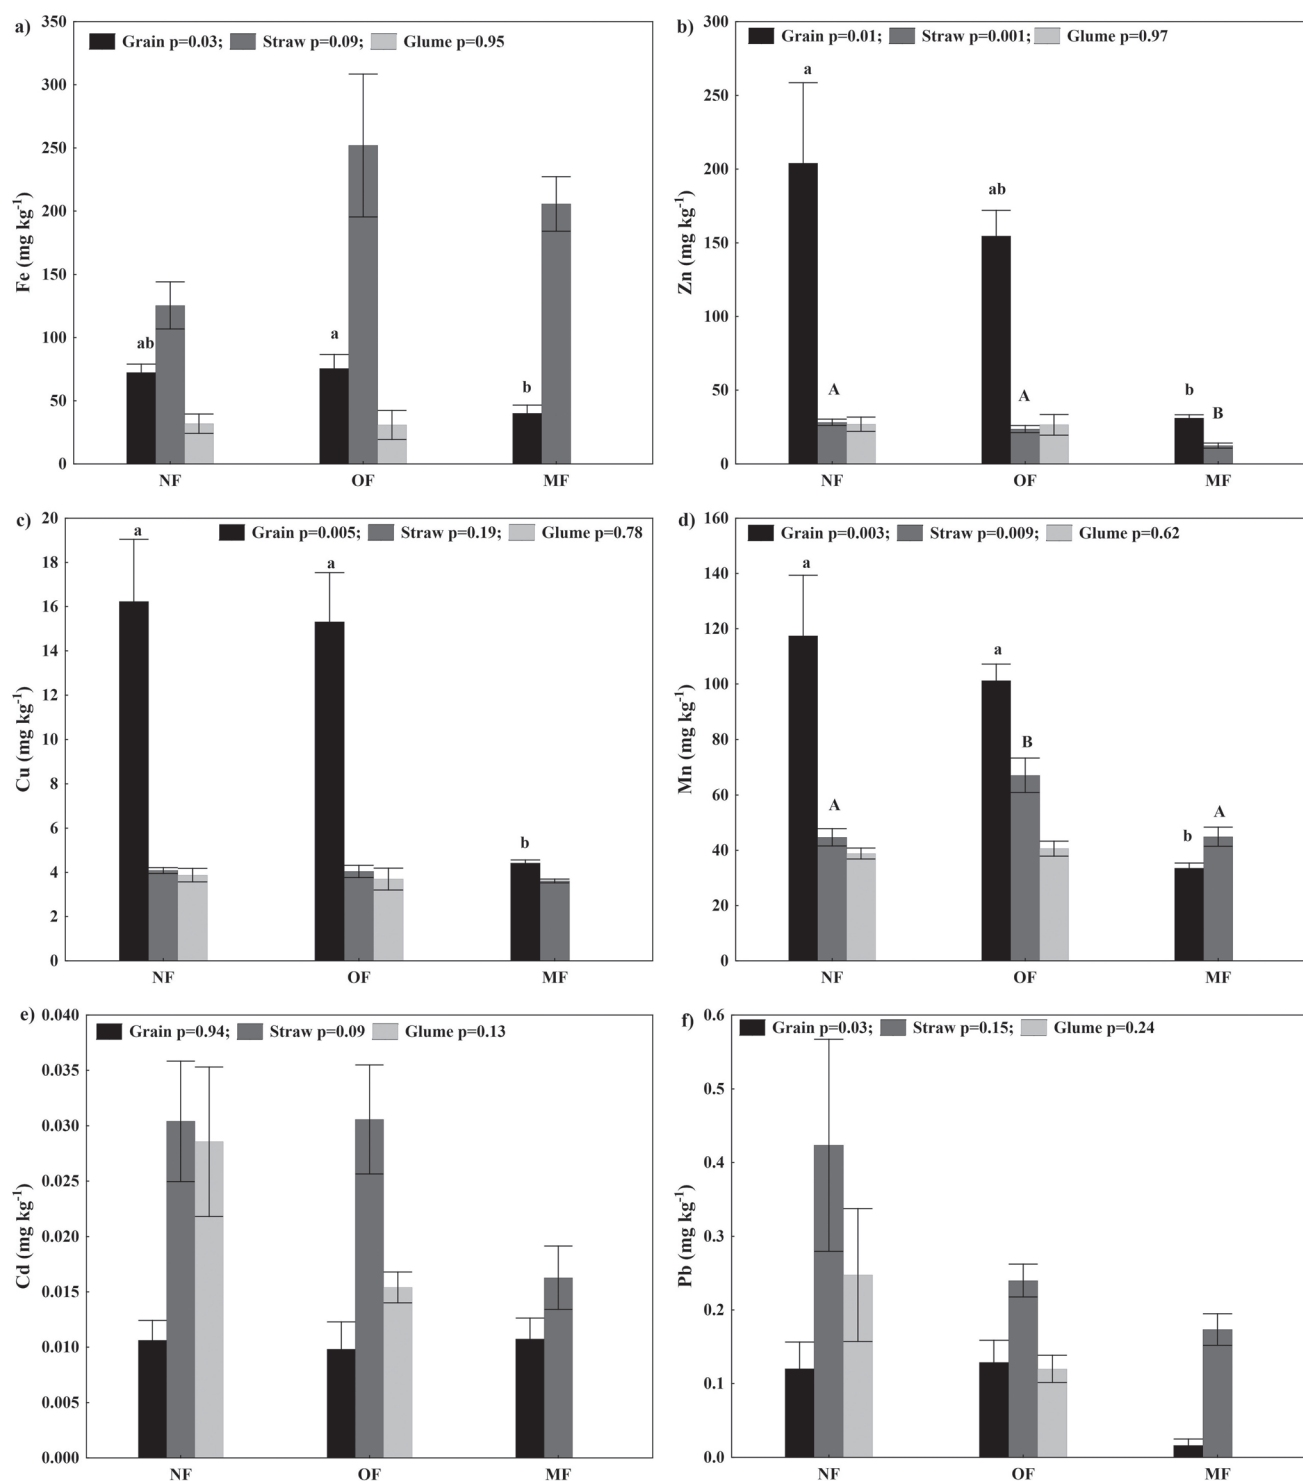 a)
Grain p=0.03; Straw p=0.09; Glume p=0.95
350
300
250
200
150
100
50
0
Fe (mg kg-1)
ab
a
b
NF OF MF
b)
Grain p=0.01; Straw p=0.001; Glume p=0.97
300
250
200
150
100
50
0
Zn (mg kg-1)
a
A
ab
A
b
B
NF OF MF
c)
Grain p=0.005; Straw p=0.19; Glume p=0.78
20
18
16
14
12
10
8
6
4
2
0
Cu (mg kg-1)
a
a
b
NF OF MF
d)
Grain p=0.003; Straw p=0.009; Glume p=0.62
160
140
120
100
80
60
40
20
0
Mn (mg kg-1)
a
A
a
B
b
A
NF OF MF
e)
Grain p=0.94; Straw p=0.09 Glume p=0.13
0.040
0.035
0.030
0.025
0.020
0.015
0.010
0.005
0.000
Cd (mg kg-1)
NF OF MF
f)
Grain p=0.03; Straw p=0.15; Glume p=0.24
0.6
0.5
0.4
0.3
0.2
0.1
0.0
Pb (mg kg-1)
NF OF MF